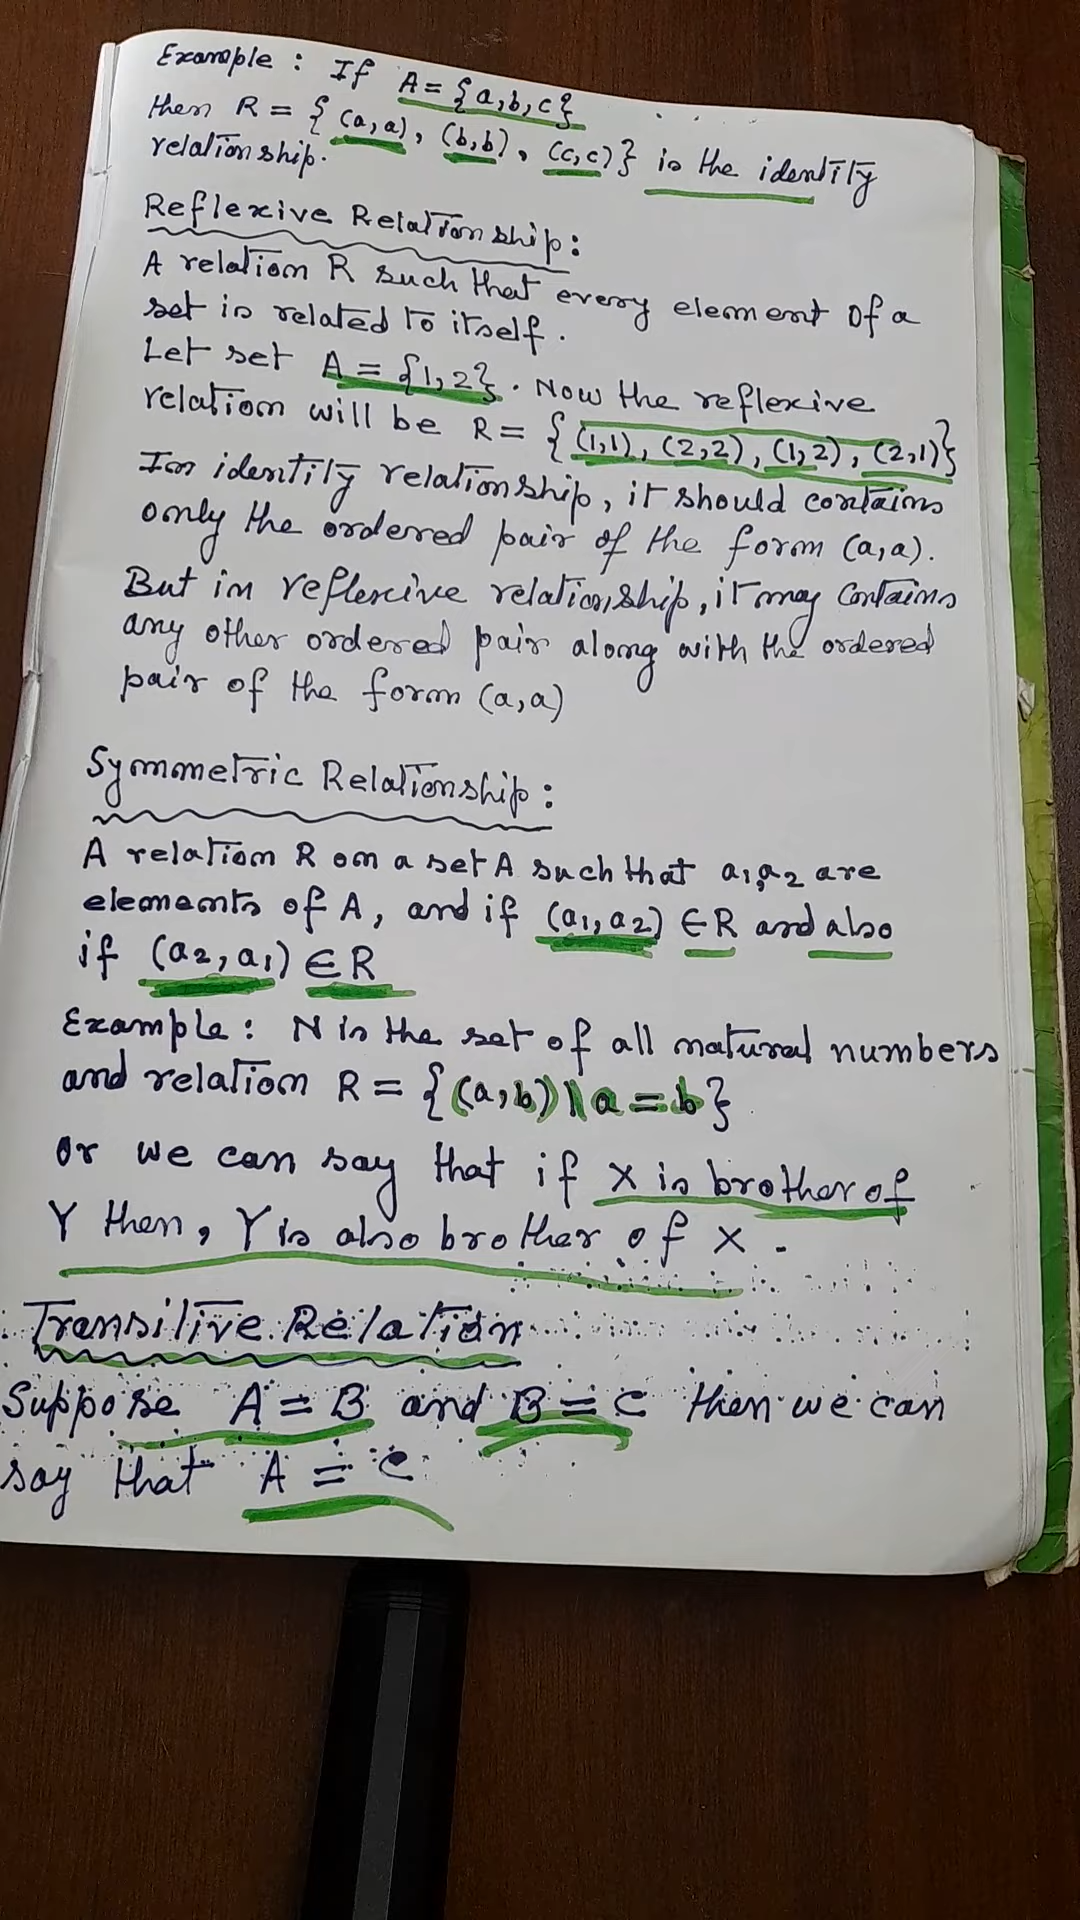 Example : If A = {a,b,c}
then R = { (a,a), (b,b), (c,c)} is the identity
relationship.
Reflexive Relationship:
A relation R such that every element of a
set is related to itself.
Let set A = {1,2}. Now the reflexive
relation will be R = { (1,1), (2,2), (1,2), (2,1)}
In identity relationship, it should contains
only the ordered pair of the form (a,a).
But in reflexive relationship, it may contains
any other ordered pair along with the ordered
pair of the form (a,a)
Symmetric Relationship:
A relation R on a set A such that a1,a2 are
elements of A, and if (a1,a2) ∈ R and also
if (a2,a1) ∈ R
Example: N is the set of all natural numbers
and relation R = {(a,b) | a = b}
or we can say that if X is brother of
Y then, Y is also brother of X.
Transitive Relation
Suppose A = B and B = C then we can
say that A = C